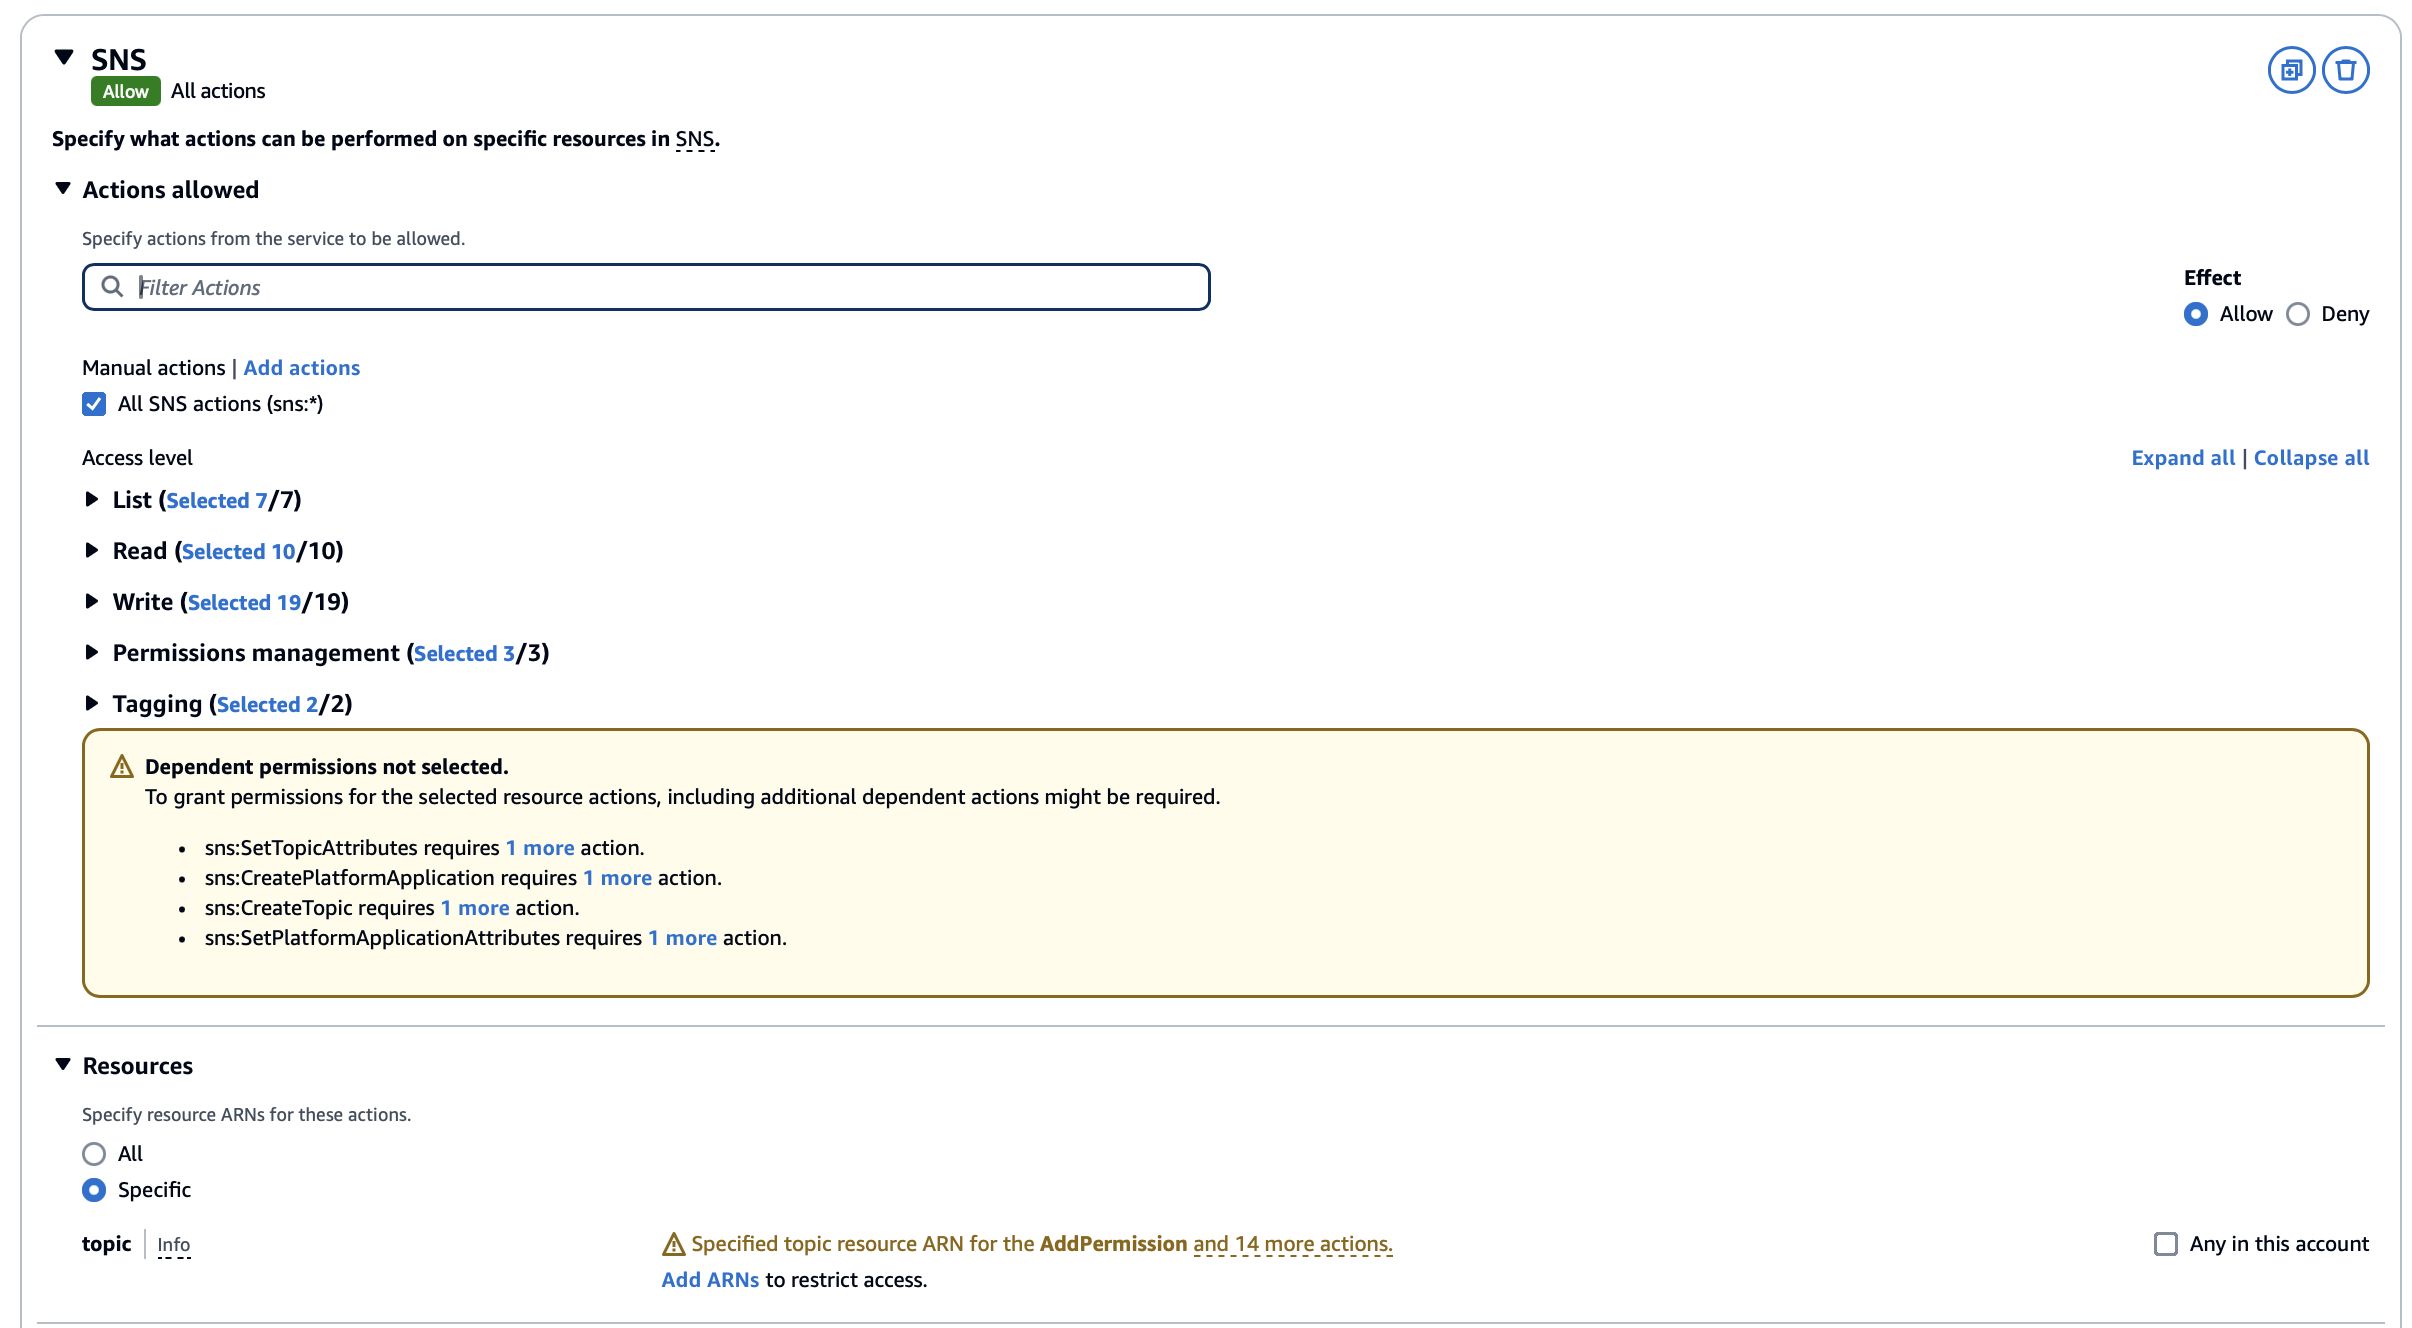 SNS
Allow All actions
Specify what actions can be performed on specific resources in SNS.
Actions allowed
Specify actions from the service to be allowed.
Filter Actions
Effect
Allow Deny
Manual actions | Add actions
All SNS actions (sns:*)
Access level
Expand all | Collapse all
List (Selected 7/7)
Read (Selected 10/10)
Write (Selected 19/19)
Permissions management (Selected 3/3)
Tagging (Selected 2/2)
Dependent permissions not selected.
To grant permissions for the selected resource actions, including additional dependent actions might be required.
• sns:SetTopicAttributes requires 1 more action.
• sns:CreatePlatformApplication requires 1 more action.
• sns:CreateTopic requires 1 more action.
• sns:SetPlatformApplicationAttributes requires 1 more action.
Resources
Specify resource ARNs for these actions.
All
Specific
topic | Info
Specified topic resource ARN for the AddPermission and 14 more actions.
Any in this account
Add ARNs to restrict access.